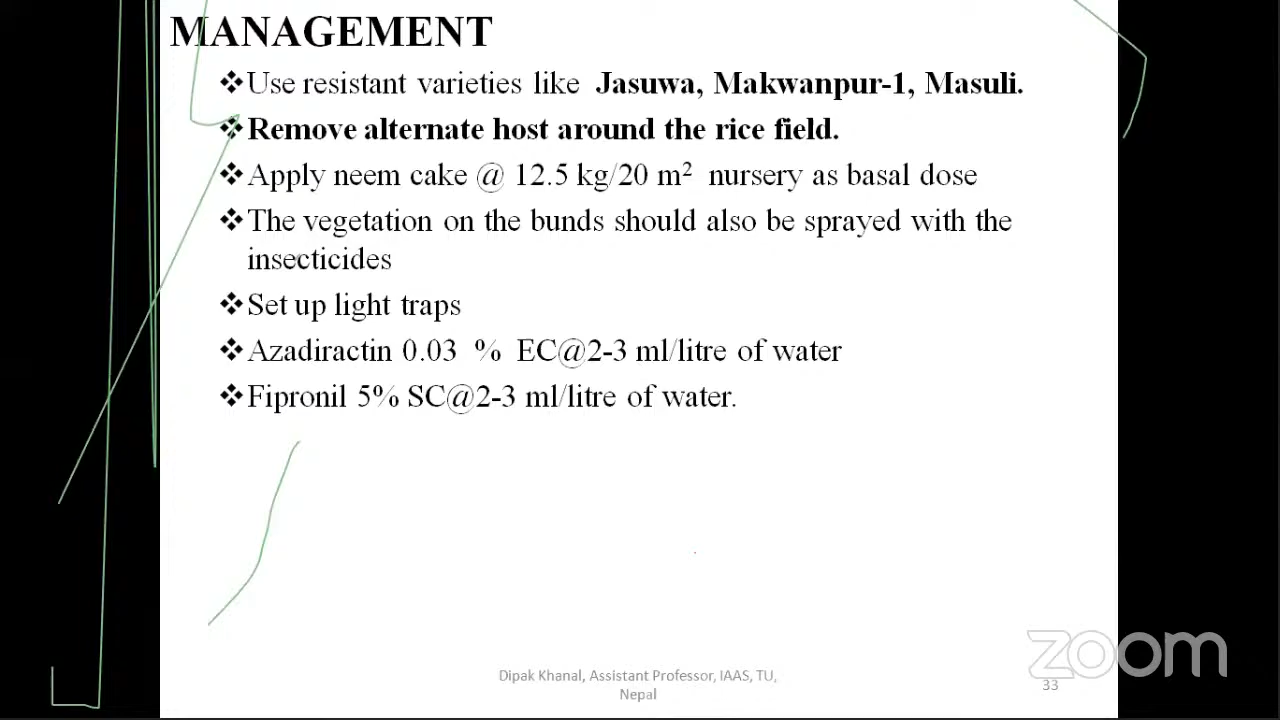 MANAGEMENT
❖Use resistant varieties like Jasuwa, Makwanpur-1, Masuli.
❖Remove alternate host around the rice field.
❖Apply neem cake @ 12.5 kg/20 m² nursery as basal dose
❖The vegetation on the bunds should also be sprayed with the
insecticides
❖Set up light traps
❖Azadiractin 0.03 % EC@2-3 ml/litre of water
❖Fipronil 5% SC@2-3 ml/litre of water.
zoom
Dipak Khanal, Assistant Professor, IAAS, TU,
Nepal
33